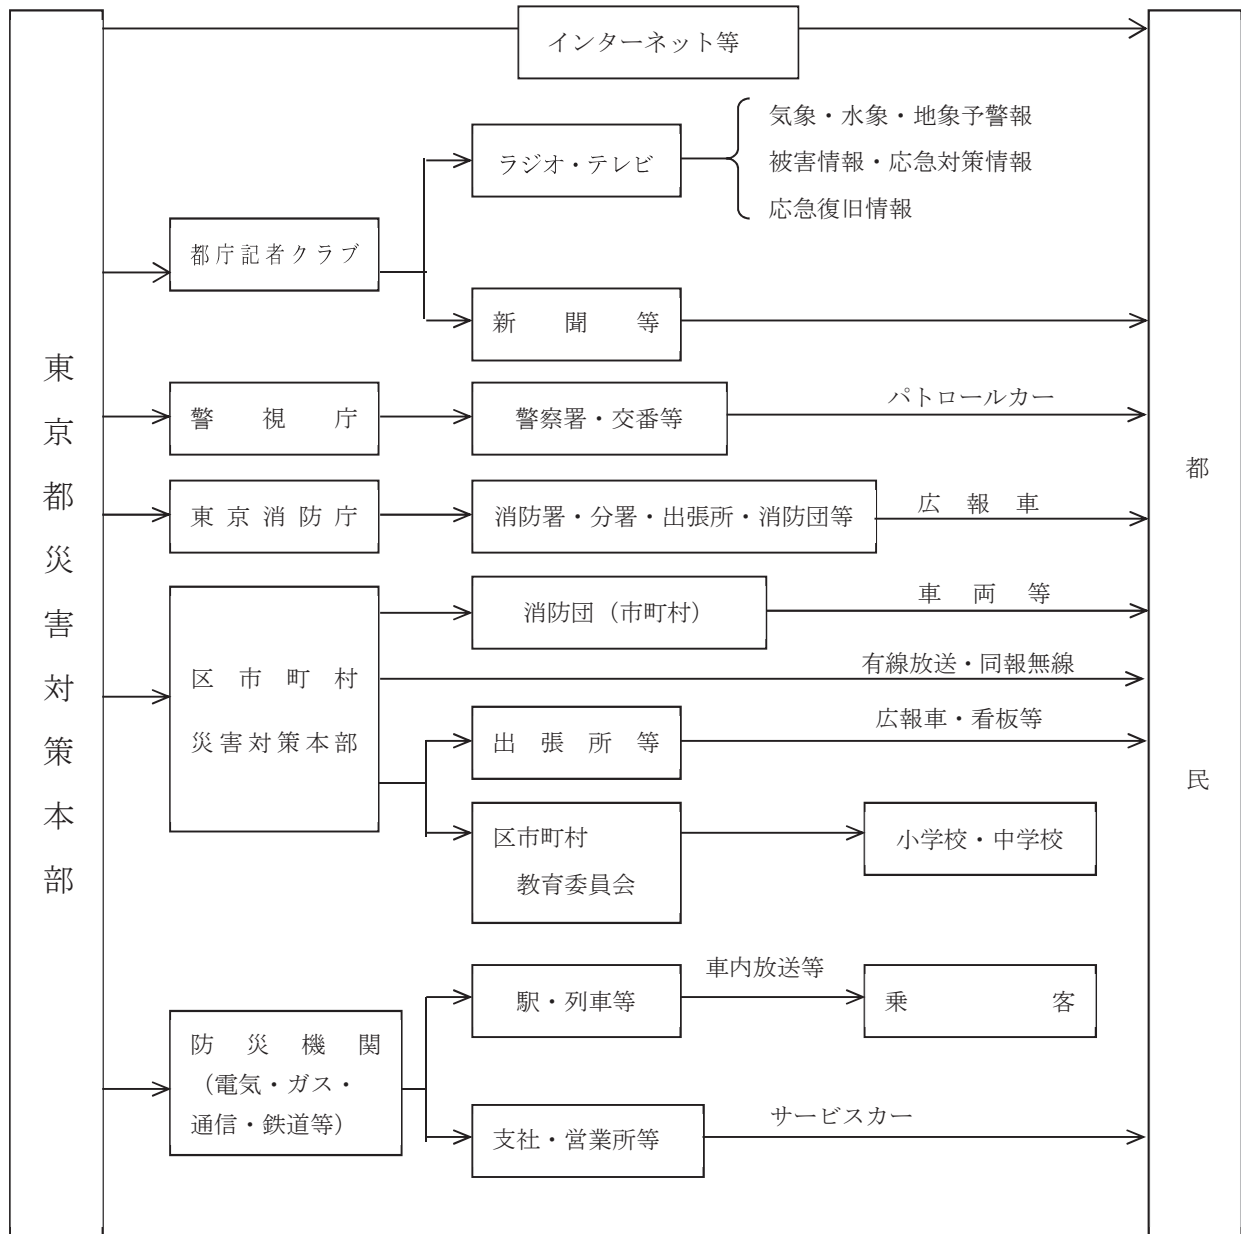 東京都災害対策本部
インターネット等
都庁記者クラブ
ラジオ・テレビ
気象・水象・地象予警報
被害情報・応急対策情報
応急復旧情報
新聞等
警視庁
警察署・交番等
パトロールカー
東京消防庁
消防署・分署・出張所・消防団等
広報車
区市町村
災害対策本部
消防団（市町村）
車両等
有線放送・同報無線
出張所等
広報車・看板等
区市町村
教育委員会
小学校・中学校
防災機関
（電気・ガス・
通信・鉄道等）
駅・列車等
車内放送等
乗客
支社・営業所等
サービスカー
都民